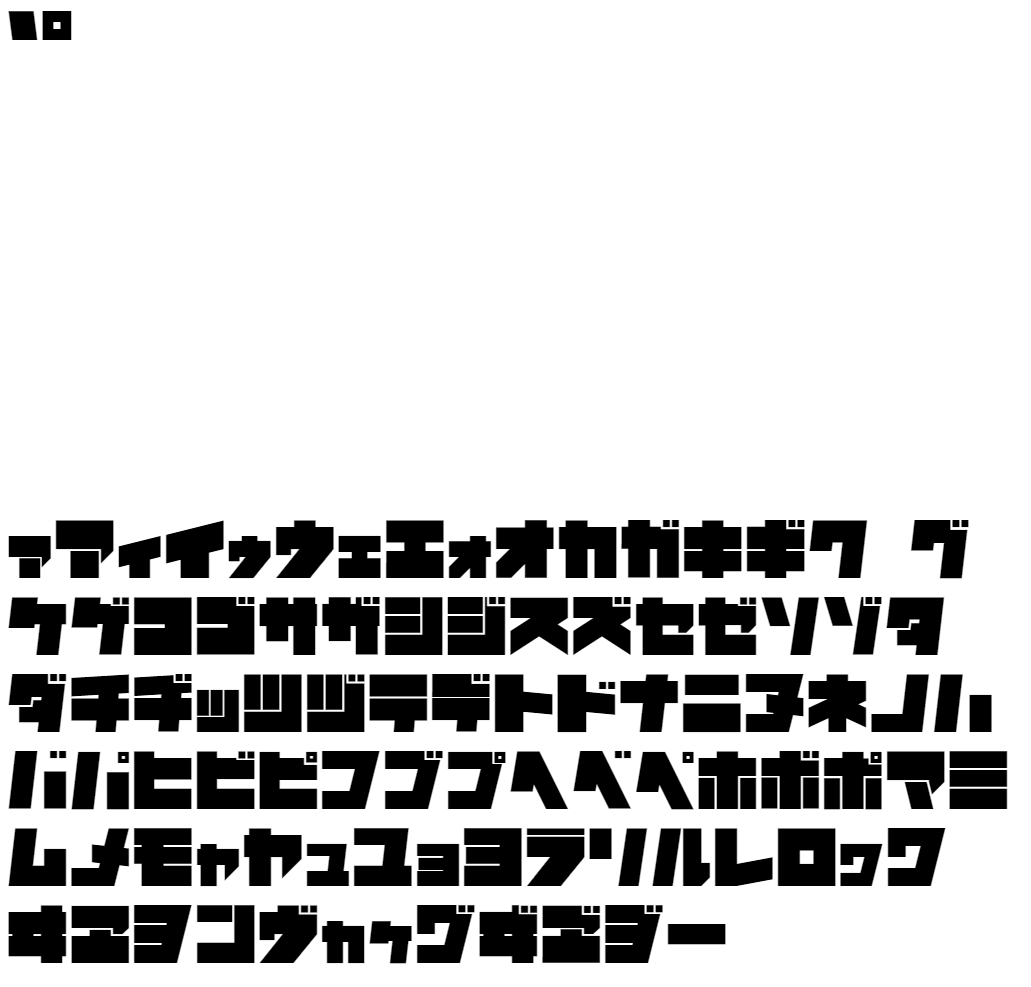 、。
ァアィイゥウェエォオカガキギク グ
ケゲコゴサザシジスズセゼソゾタ
ダチヂッツヅテデトドナニヌネノハ
バパヒビピフブプヘベペホボポマミ
ムメモャヤュユョヨラリルレロヮワ
ヰヱヲンヴヵヶヷヸヹヺー